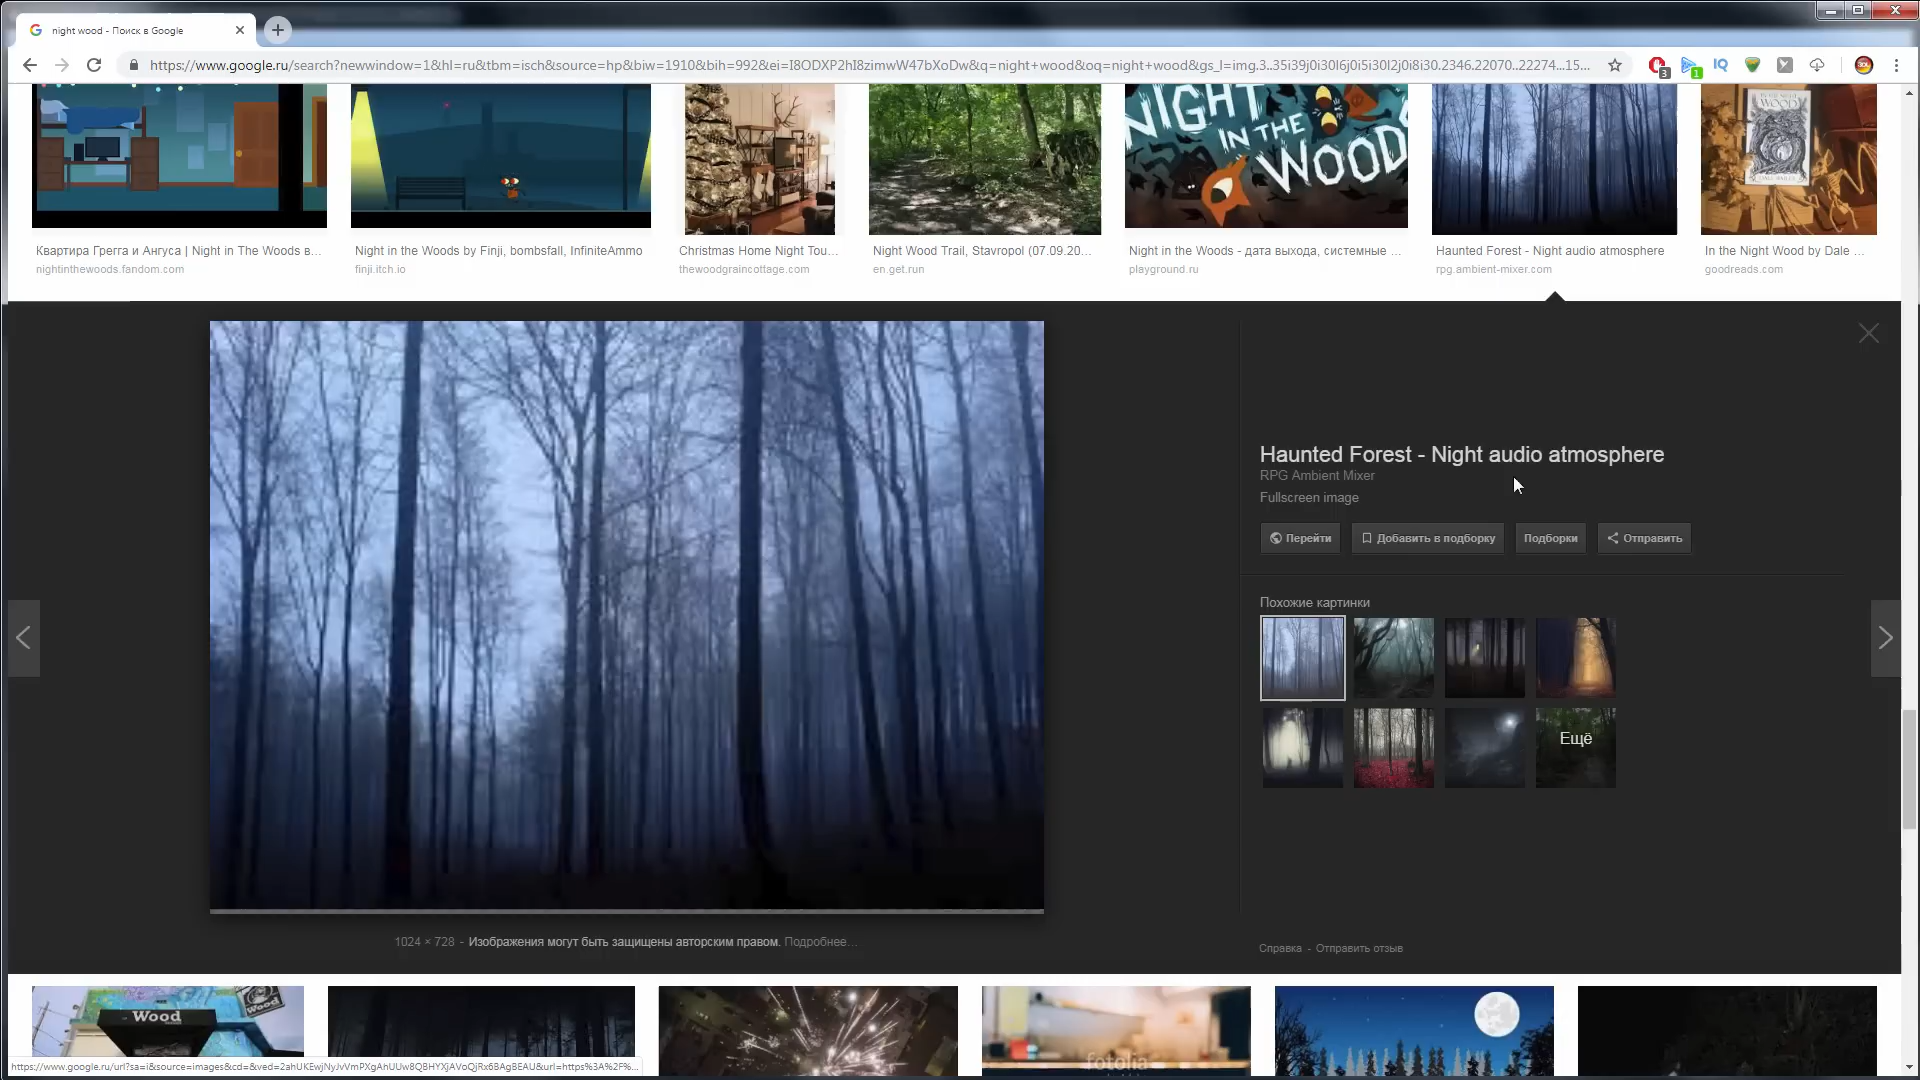 night wood - Поиск в Google
https://www.google.ru/search?newwindow=1&hl=ru&tbm=isch&source=hp&biw=1910&bih=992&ei=I8ODXP2hI8zimwW47bXoDw&q=night+wood&oq=night+wood&gs_l=img.3..35i39j0i30l6j0i5i30l2j0i8i30.2346.22070..22274...15...
3
1
IQ
NIGHT
IN THE
WOOD
WOOD
Квартира Грегга и Ангуса | Night in The Woods в...
nightinthewoods.fandom.com
Night in the Woods by Finji, bombsfall, InfiniteAmmo
finji.itch.io
Christmas Home Night Tou...
thewoodgraincottage.com
Night Wood Trail, Stavropol (07.09.20...
en.get.run
Night in the Woods - дата выхода, системные ...
playground.ru
Haunted Forest - Night audio atmosphere
rpg.ambient-mixer.com
In the Night Wood by Dale ...
goodreads.com
Haunted Forest - Night audio atmosphere
RPG Ambient Mixer
Fullscreen image
Перейти
Добавить в подборку
Подборки
Отправить
Похожие картинки
Ещё
1024 × 728 - Изображения могут быть защищены авторским правом. Подробнее...
Справка - Отправить отзыв
Wood
Wood
fotolia